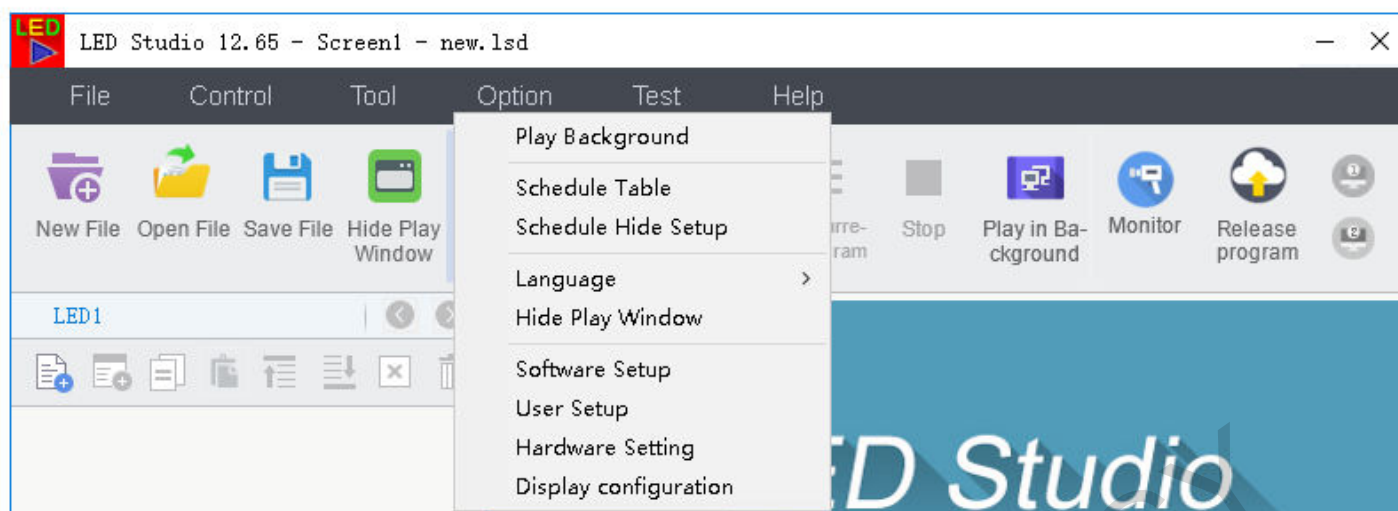 LED
LED Studio 12.65 - Screen1 - new.lsd
File Control Tool Option Test Help
Play Background
Schedule Table
Schedule Hide Setup
Language
Hide Play Window
Software Setup
User Setup
Hardware Setting
Display configuration
New File
Open File
Save File
Hide Play
Window
Stop
Play in Ba-
ckground
Monitor
Release
program
1
2
LED1
Studio